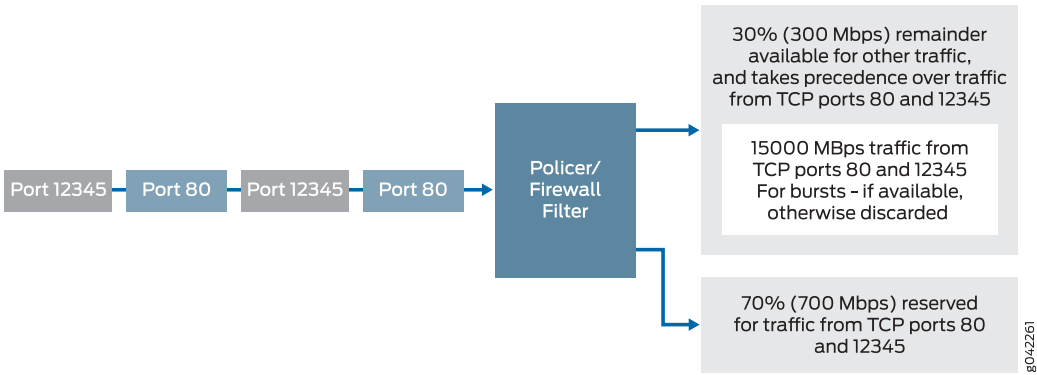 Port 12345
Port 80
Port 12345
Port 80
Policer/
Firewall
Filter
30% (300 Mbps) remainder
available for other traffic,
and takes precedence over traffic
from TCP ports 80 and 12345
15000 MBps traffic from
TCP ports 80 and 12345
For bursts - if available,
otherwise discarded
70% (700 Mbps) reserved
for traffic from TCP ports 80
and 12345
g042261